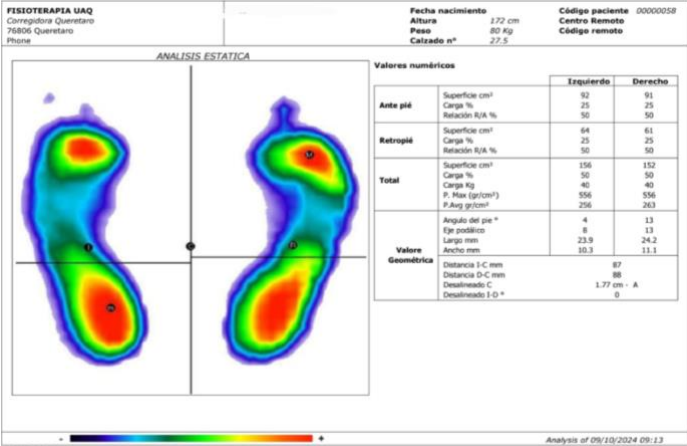 FISIOTERAPIA UAQ
Corregidora Queretaro
76806 Queretaro
Phone
Fecha nacimiento
Altura 172 cm
Peso 80 Kg
Calzado n° 27.5
Código paciente 00000058
Centro Remoto
Código remoto
ANALISIS ESTATICA
Valores numéricos
Izquierdo Derecho
Ante pié
Superficie cm² 92 91
Carga % 25 25
Relación R/A % 50 50
Retropié
Superficie cm² 64 61
Carga % 25 25
Relación R/A % 50 50
Total
Superficie cm² 156 152
Carga % 50 50
Carga Kg 40 40
P. Max (gr/cm²) 556 556
P.Avg gr/cm² 256 263
Valore Geométrica
Angulo del pie ° 4 13
Eje podálico 8 13
Largo mm 23.9 24.2
Ancho mm 10.3 11.1
Distancia I-C mm 87
Distancia D-C mm 88
Desalineado C 1.77 cm - A
Desalineado I-D ° 0
I
C
M
- +
Analysis of 09/10/2024 09:13